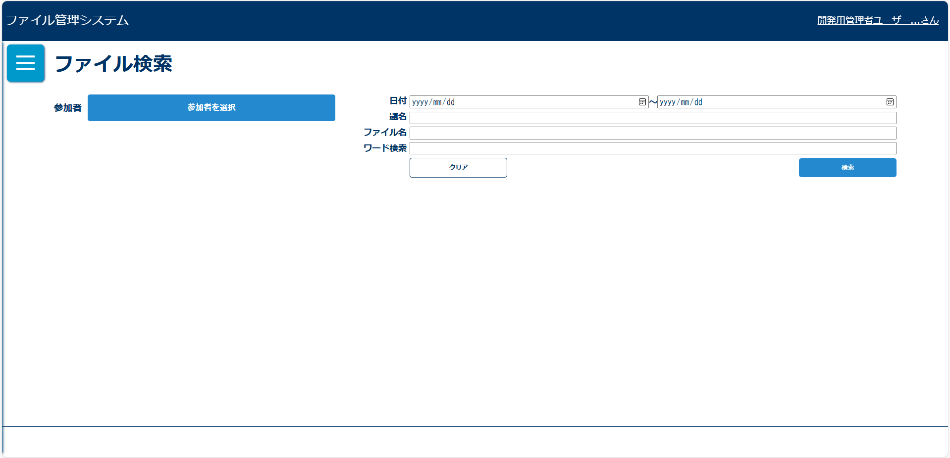 ファイル管理システム
開発用管理者ユーザー…さん
ファイル検索
参加者
参加者を選択
日付 yyyy/mm/dd ～ yyyy/mm/dd
題名
ファイル名
ワード検索
クリア
検索